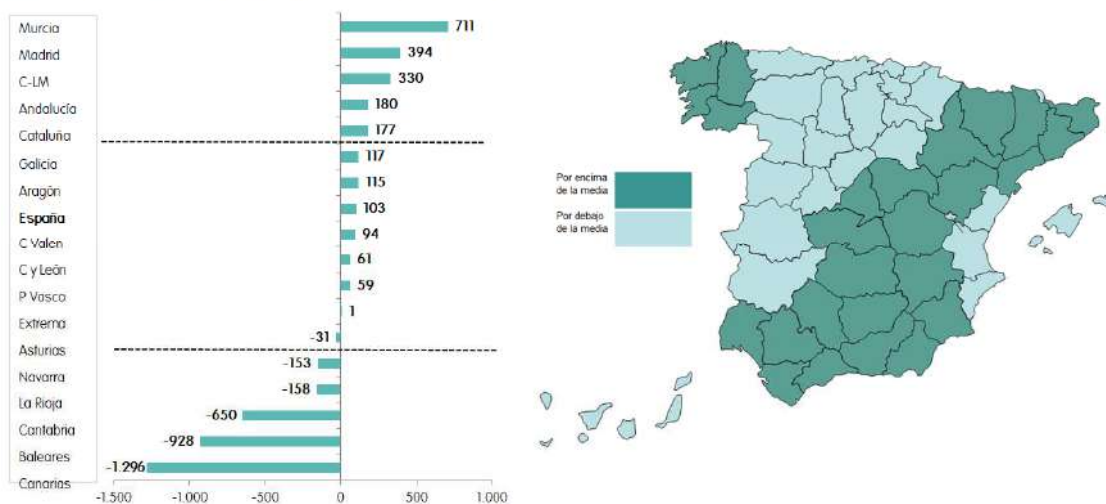 Murcia 711
Madrid 394
C-LM 330
Andalucía 180
Cataluña 177
Galicia 117
Aragón 115
España 103
C Valen 94
C y León 61
P Vasco 59
Extrema 1
Asturias -31
Navarra -153
La Rioja -158
Cantabria -650
Baleares -928
Canarias -1.296
-1.500 -1.000 -500 0 500 1.000
Por encima
de la media
Por debajo
de la media